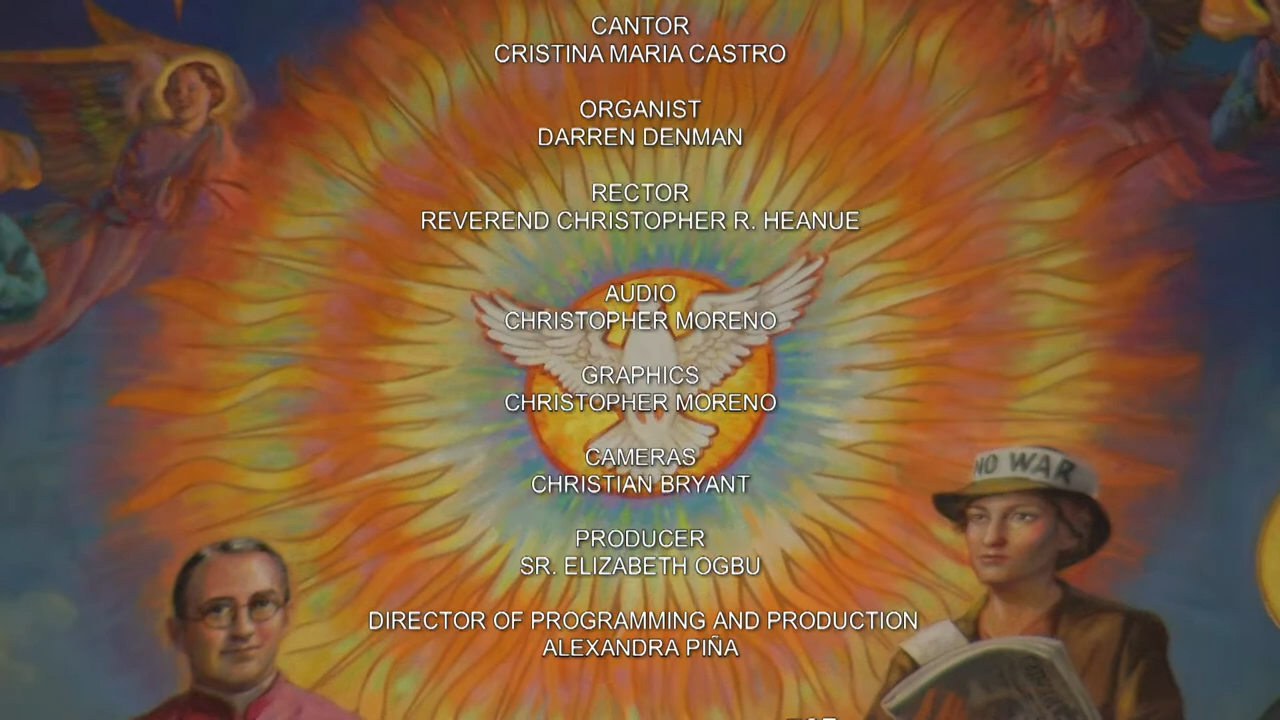 CANTOR
CRISTINA MARIA CASTRO
ORGANIST
DARREN DENMAN
RECTOR
REVEREND CHRISTOPHER R. HEANUE
AUDIO
CHRISTOPHER MORENO
GRAPHICS
CHRISTOPHER MORENO
CAMERAS
CHRISTIAN BRYANT
NO WAR
PRODUCER
SR. ELIZABETH OGBU
DIRECTOR OF PROGRAMMING AND PRODUCTION
ALEXANDRA PIÑA